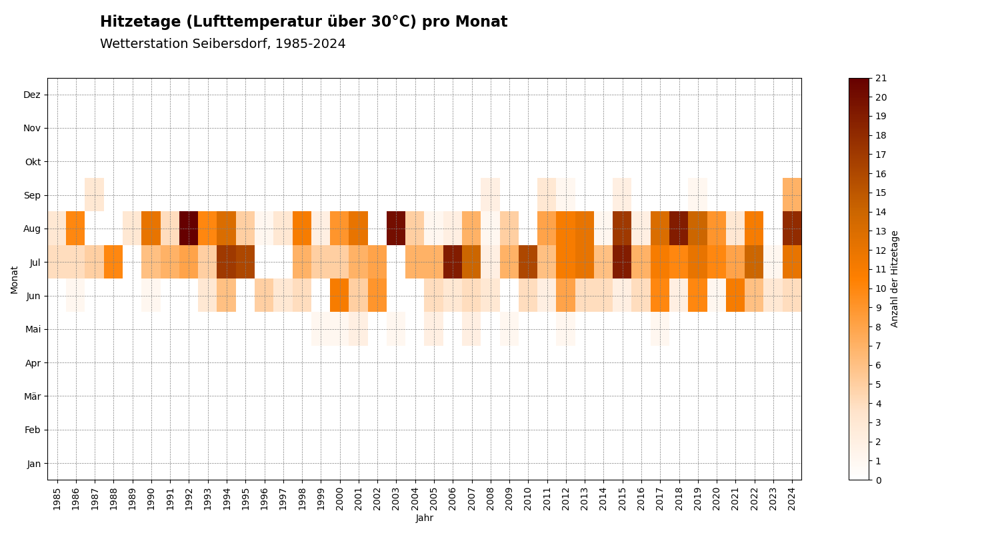 Hitzetage (Lufttemperatur über 30°C) pro Monat
Wetterstation Seibersdorf, 1985-2024
Dez
Nov
Okt
Sep
Aug
Jul
Jun
Mai
Apr
Mär
Feb
Jan
Monat
1985 1986 1987 1988 1989 1990 1991 1992 1993 1994 1995 1996 1997 1998 1999 2000 2001 2002 2003 2004 2005 2006 2007 2008 2009 2010 2011 2012 2013 2014 2015 2016 2017 2018 2019 2020 2021 2022 2023 2024
Jahr
21
20
19
18
17
16
15
14
13
12
11
10
9
8
7
6
5
4
3
2
1
0
Anzahl der Hitzetage